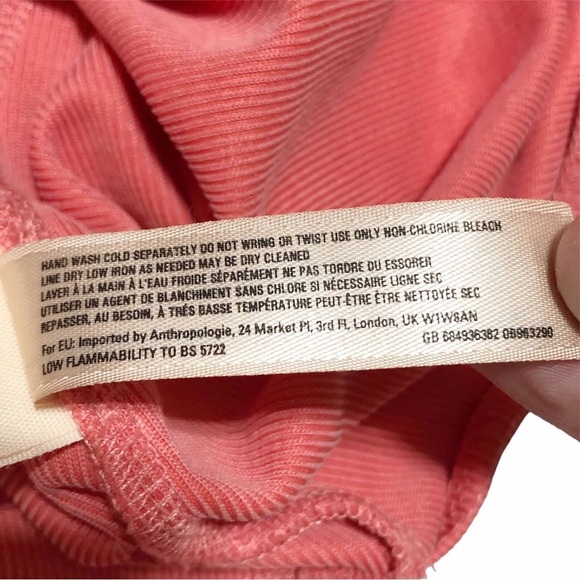 HAND WASH COLD SEPARATELY DO NOT WRING OR TWIST USE ONLY NON-CHLORINE BLEACH
LINE DRY LOW IRON AS NEEDED MAY BE DRY CLEANED
LAVER À LA MAIN À L'EAU FROIDE SÉPARÉMENT NE PAS TORDRE OU ESSORER
UTILISER UN AGENT DE BLANCHIMENT SANS CHLORE SI NÉCESSAIRE LIGNE SEC
REPASSER, AU BESOIN, À TRÉS BASSE TEMPÉRATURE PEUT-ÊTRE ÊTRE NETTOYÉE SEC
For EU: Imported by Anthropologie, 24 Market Pl, 3rd Fl, London, UK W1W8AN
LOW FLAMMABILITY TO BS 5722 GB 684936382 0B963290